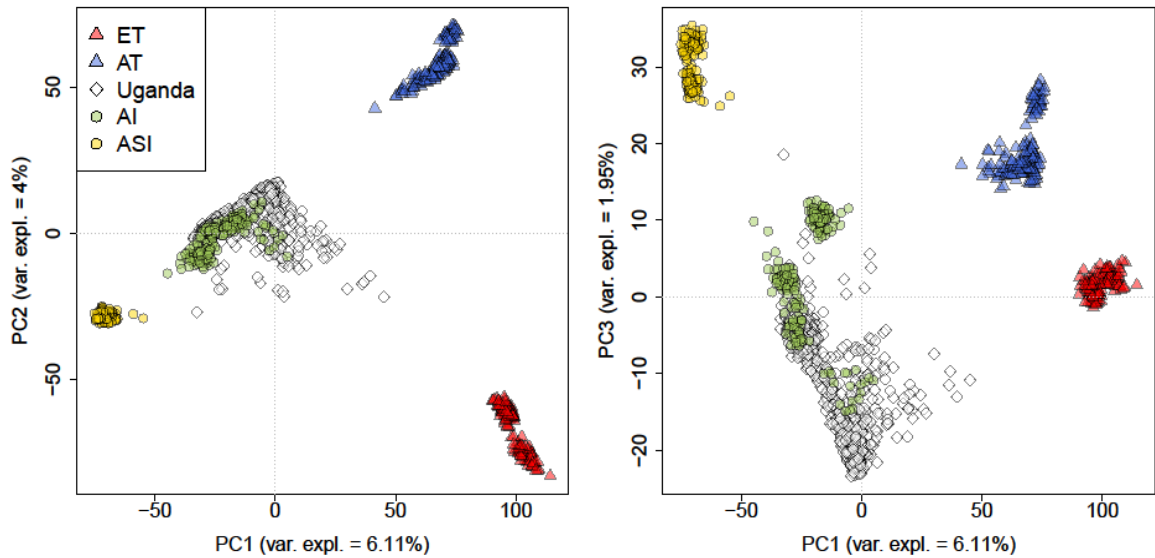 ET
AT
Uganda
AI
ASI
PC2 (var. expl. = 4%)
50
0
−50
−50
0
50
100
PC1 (var. expl. = 6.11%)
PC3 (var. expl. = 1.95%)
30
20
10
0
−10
−20
−50
0
50
100
PC1 (var. expl. = 6.11%)